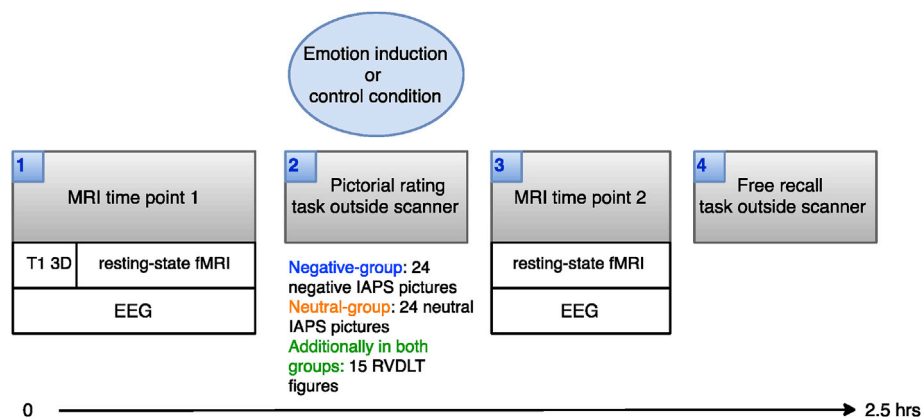 Emotion induction
or
control condition
1
MRI time point 1
T1 3D
resting-state fMRI
EEG
2
Pictorial rating
task outside scanner
Negative-group: 24
negative IAPS pictures
Neutral-group: 24 neutral
IAPS pictures
Additionally in both
groups: 15 RVDLT
figures
3
MRI time point 2
resting-state fMRI
EEG
4
Free recall
task outside scanner
0
2.5 hrs